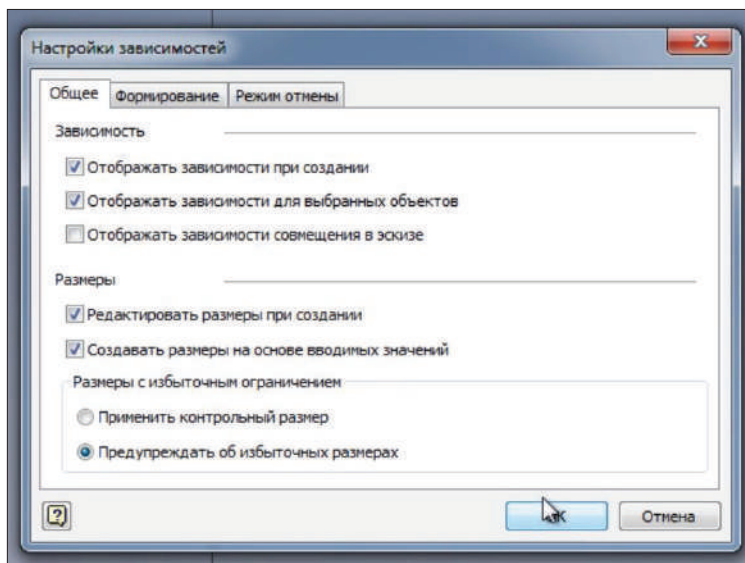 Настройки зависимостей
Общее Формирование Режим отмены
Зависимость
Отображать зависимости при создании
Отображать зависимости для выбранных объектов
Отображать зависимости совмещения в эскизе
Размеры
Редактировать размеры при создании
Создавать размеры на основе вводимых значений
Размеры с избыточным ограничением
Применить контрольный размер
Предупреждать об избыточных размерах
Отмена